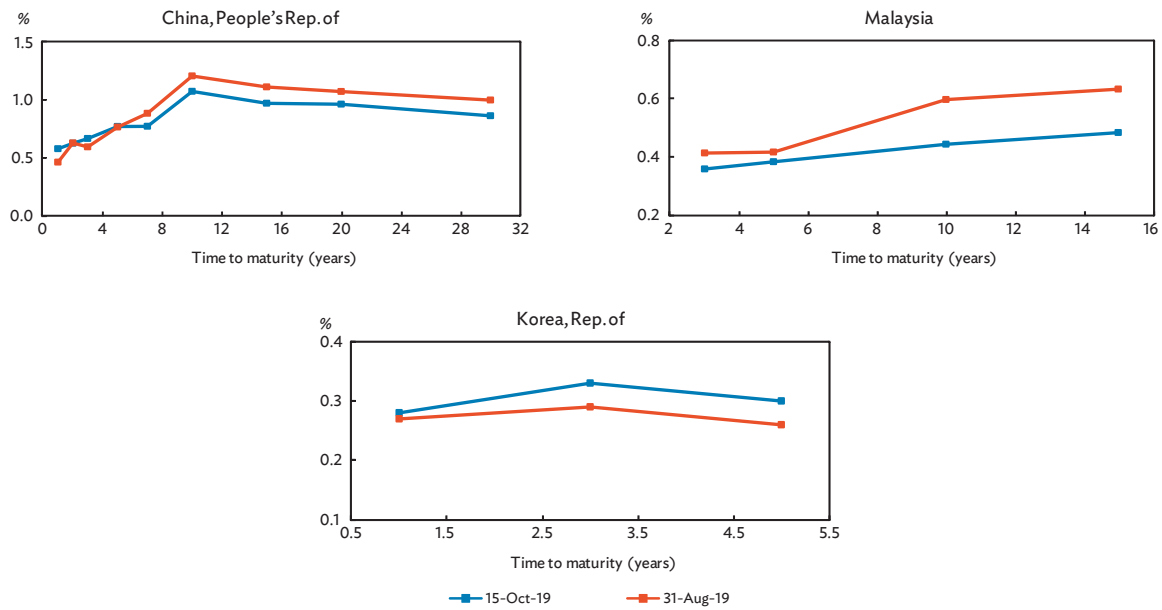 China, People's Rep. of
%
1.5
1.0
0.5
0.0
0 4 8 12 16 20 24 28 32
Time to maturity (years)
Malaysia
%
0.8
0.6
0.4
0.2
2 4 6 8 10 12 14 16
Time to maturity (years)
Korea, Rep. of
%
0.4
0.3
0.2
0.1
0.5 1.5 2.5 3.5 4.5 5.5
Time to maturity (years)
15-Oct-19 31-Aug-19